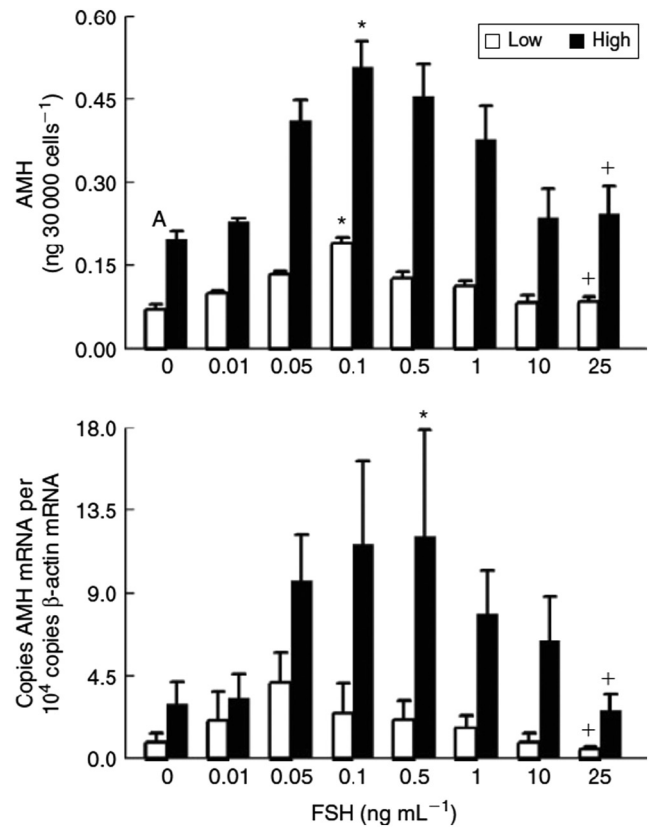 0.60
Low High
*
0.45
AMH
(ng 30 000 cells⁻¹)
0.30
A
*
+
+
0.15
0.00
0 0.01 0.05 0.1 0.5 1 10 25
18.0
*
13.5
Copies AMH mRNA per
10⁴ copies β-actin mRNA
9.0
4.5
+
+
0.0
0 0.01 0.05 0.1 0.5 1 10 25
FSH (ng mL⁻¹)